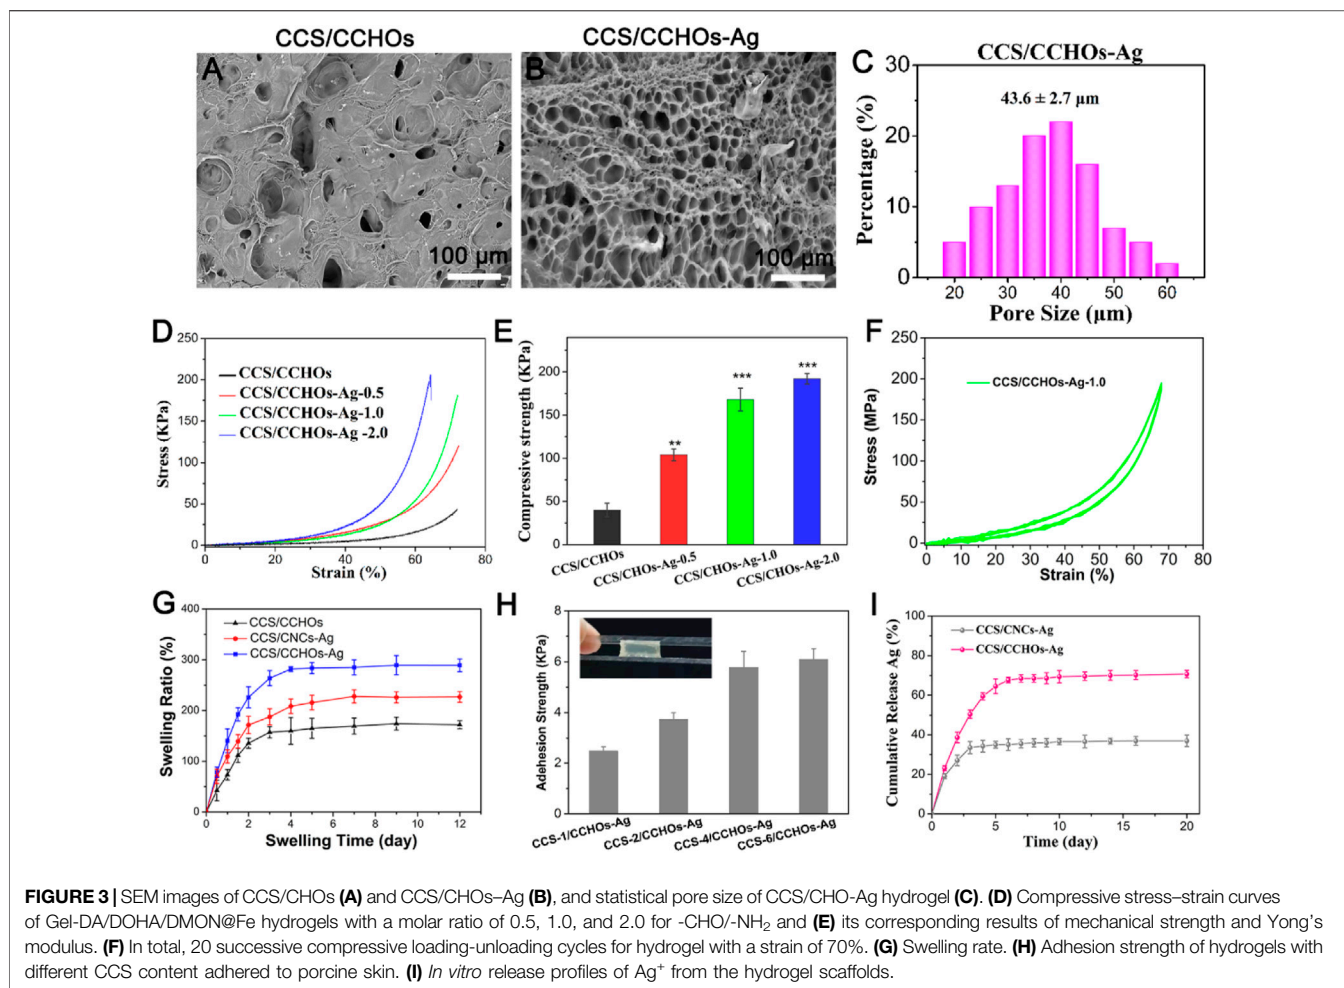 CCS/CCHOs
A
100 μm
CCS/CCHOs-Ag
B
100 μm
C
CCS/CCHOs-Ag
43.6 ± 2.7 μm
Percentage (%)
30
20
10
0
20 30 40 50 60
Pore Size (μm)
D
250
200
150
100
50
0
Stress (KPa)
CCS/CCHOs
CCS/CCHOs-Ag-0.5
CCS/CCHOs-Ag-1.0
CCS/CCHOs-Ag -2.0
0 20 40 60 80
Strain (%)
E
Compressive strength (KPa)
200
150
100
50
0
**
***
***
CCS/CCHOs
CCS/CHOs-Ag-0.5
CCS/CCHOs-Ag-1.0
CCS/CHOs-Ag-2.0
F
250
200
150
100
50
0
Stress (MPa)
CCS/CCHOs-Ag-1.0
0 10 20 30 40 50 60 70 80
Strain (%)
G
400
300
200
100
0
Swelling Ratio (%)
CCS/CCHOs
CCS/CNCs-Ag
CCS/CCHOs-Ag
0 2 4 6 8 10 12
Swelling Time (day)
H
8
6
4
2
0
Adehesion Strength (KPa)
CCS-1/CCHOs-Ag
CCS-2/CCHOs-Ag
CCS-4/CCHOs-Ag
CCS-6/CCHOs-Ag
I
100
80
60
40
20
0
Cumulative Release Ag (%)
CCS/CNCs-Ag
CCS/CCHOs-Ag
0 5 10 15 20
Time (day)
FIGURE 3 | SEM images of CCS/CHOs (A) and CCS/CHOs–Ag (B), and statistical pore size of CCS/CHO-Ag hydrogel (C). (D) Compressive stress–strain curves
of Gel-DA/DOHA/DMON@Fe hydrogels with a molar ratio of 0.5, 1.0, and 2.0 for -CHO/-NH₂ and (E) its corresponding results of mechanical strength and Yong's
modulus. (F) In total, 20 successive compressive loading-unloading cycles for hydrogel with a strain of 70%. (G) Swelling rate. (H) Adhesion strength of hydrogels with
different CCS content adhered to porcine skin. (I) In vitro release profiles of Ag⁺ from the hydrogel scaffolds.